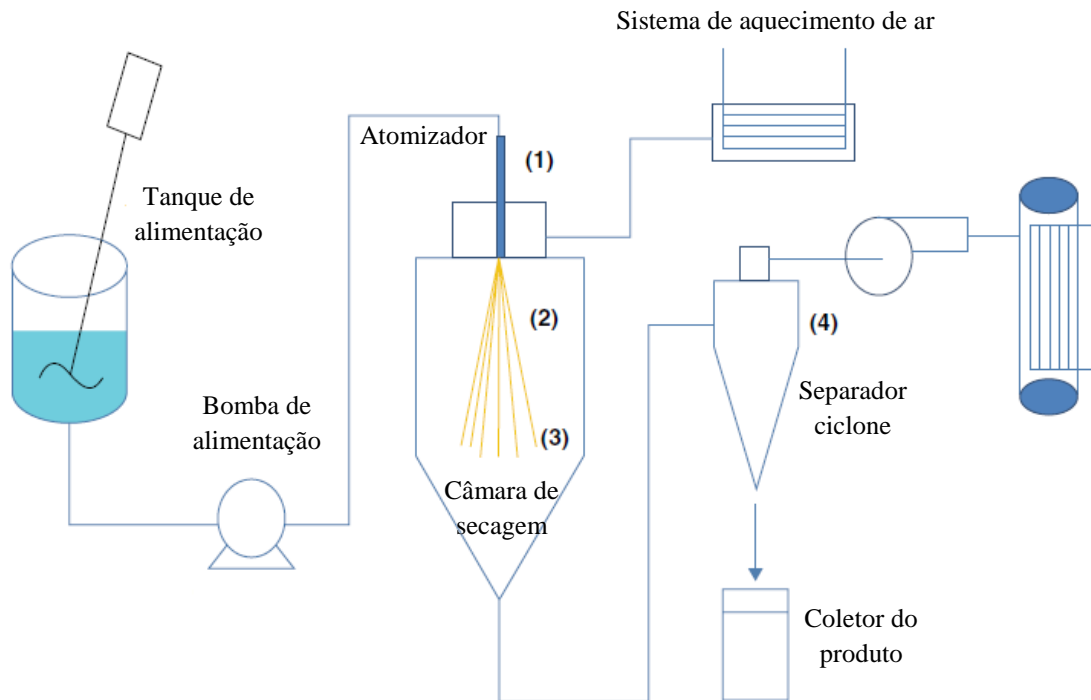 Sistema de aquecimento de ar
Atomizador
(1)
Tanque de
alimentação
(2)
(4)
Separador
ciclone
Bomba de
alimentação
(3)
Câmara de
secagem
Coletor do
produto